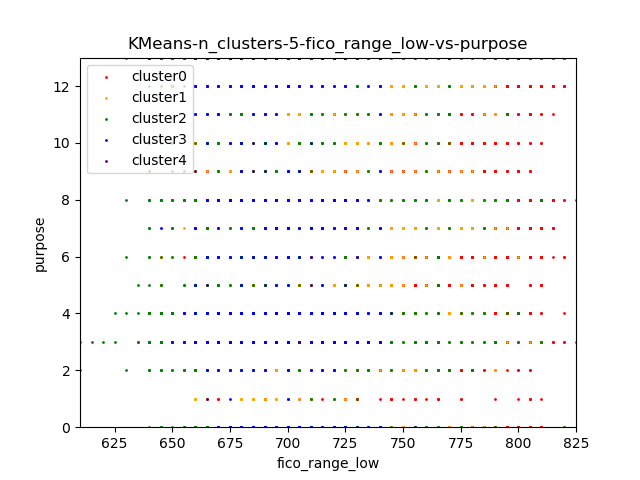 KMeans-n_clusters-5-fico_range_low-vs-purpose
cluster0
cluster1
cluster2
cluster3
cluster4
12
10
8
6
4
2
0
purpose
625
650
675
700
725
750
775
800
825
fico_range_low